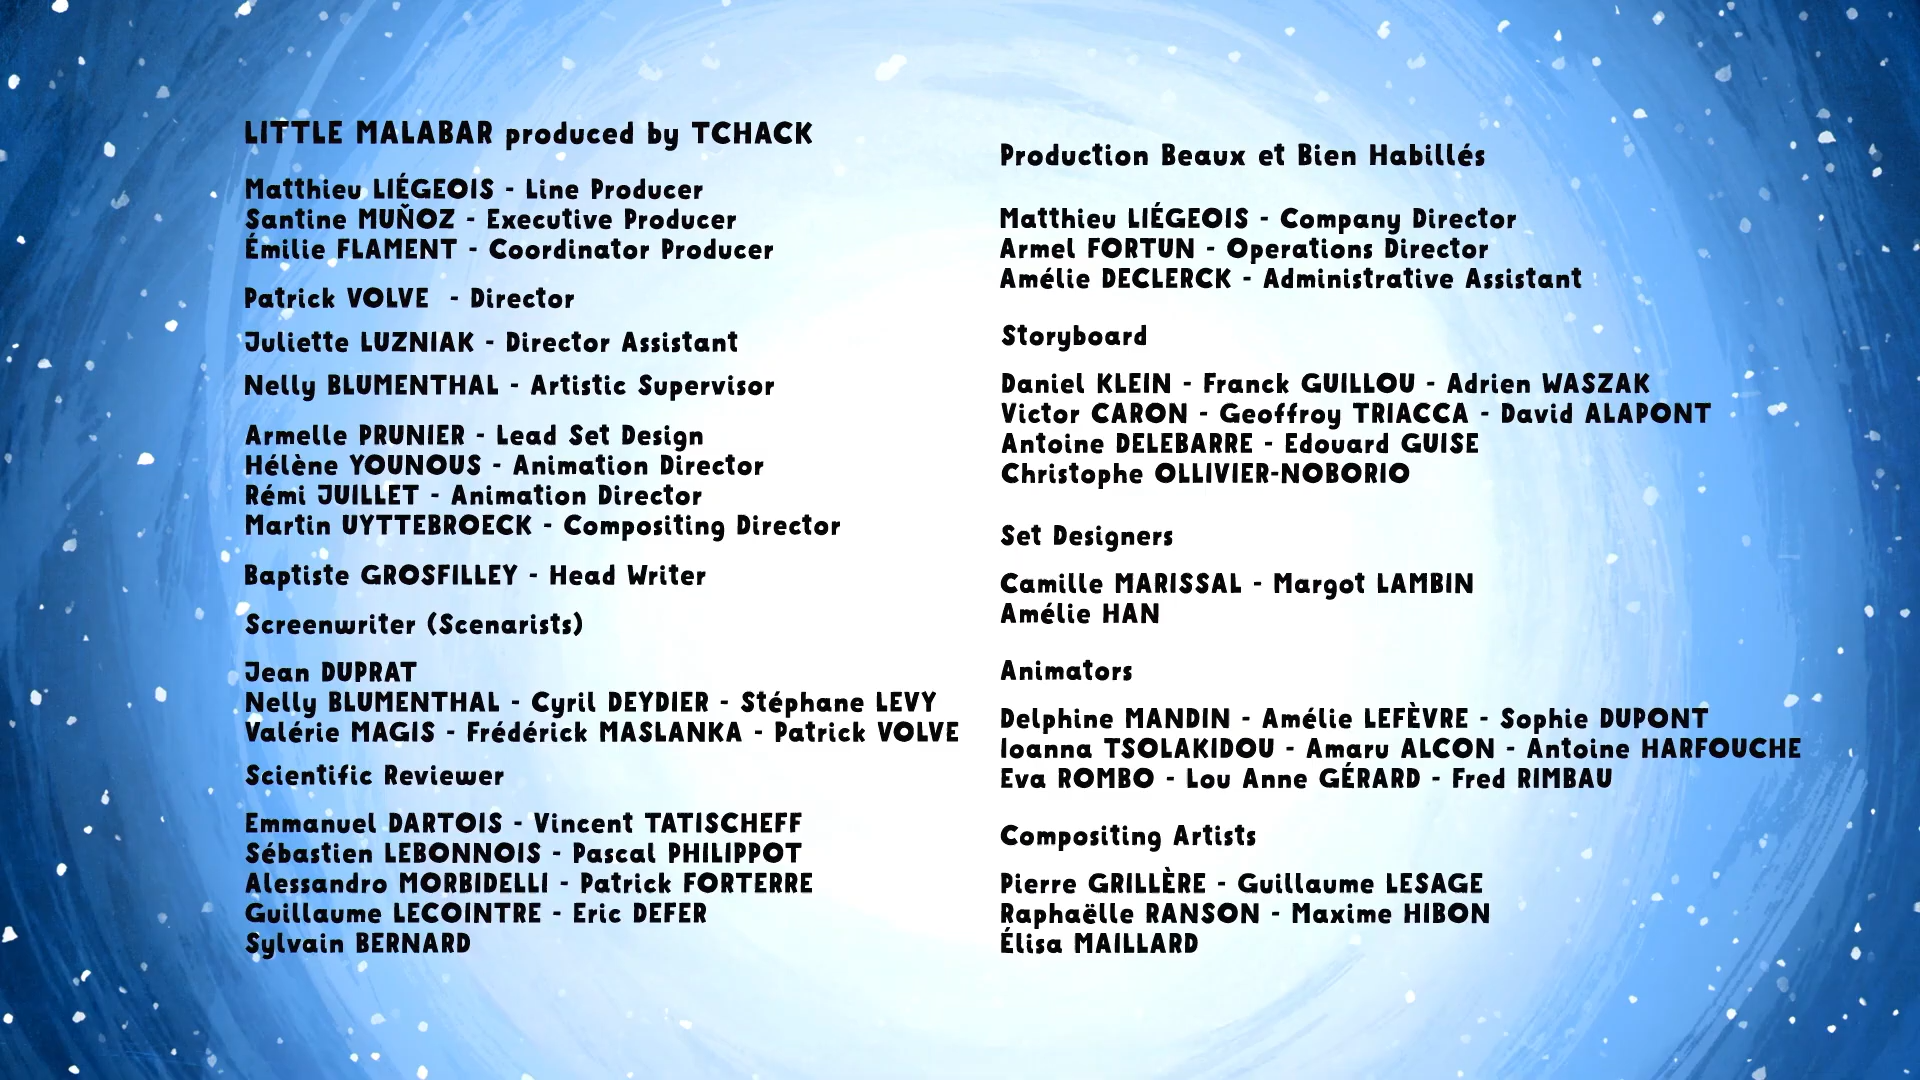 LITTLE MALABAR produced by TCHACK
Matthieu LIÉGEOIS - Line Producer
Santine MUŇOZ - Executive Producer
Émilie FLAMENT - Coordinator Producer
Patrick VOLVE - Director
Juliette LUZNIAK - Director Assistant
Nelly BLUMENTHAL - Artistic Supervisor
Armelle PRUNIER - Lead Set Design
Hélène YOUNOUS - Animation Director
Rémi JUILLET - Animation Director
Martin UYTTEBROECK - Compositing Director
Baptiste GROSFILLEY - Head Writer
Screenwriter (Scenarists)
Jean DUPRAT
Nelly BLUMENTHAL - Cyril DEYDIER - Stéphane LEVY
Valérie MAGIS - Frédérick MASLANKA - Patrick VOLVE
Scientific Reviewer
Emmanuel DARTOIS - Vincent TATISCHEFF
Sébastien LEBONNOIS - Pascal PHILIPPOT
Alessandro MORBIDELLI - Patrick FORTERRE
Guillaume LECOINTRE - Eric DEFER
Sylvain BERNARD
Production Beaux et Bien Habillés
Matthieu LIÉGEOIS - Company Director
Armel FORTUN - Operations Director
Amélie DECLERCK - Administrative Assistant
Storyboard
Daniel KLEIN - Franck GUILLOU - Adrien WASZAK
Victor CARON - Geoffroy TRIACCA - David ALAPONT
Antoine DELEBARRE - Edouard GUISE
Christophe OLLIVIER-NOBORIO
Set Designers
Camille MARISSAL - Margot LAMBIN
Amélie HAN
Animators
Delphine MANDIN - Amélie LEFÈVRE - Sophie DUPONT
Ioanna TSOLAKIDOU - Amaru ALCON - Antoine HARFOUCHE
Eva ROMBO - Lou Anne GÉRARD - Fred RIMBAU
Compositing Artists
Pierre GRILLÈRE - Guillaume LESAGE
Raphaëlle RANSON - Maxime HIBON
Élisa MAILLARD